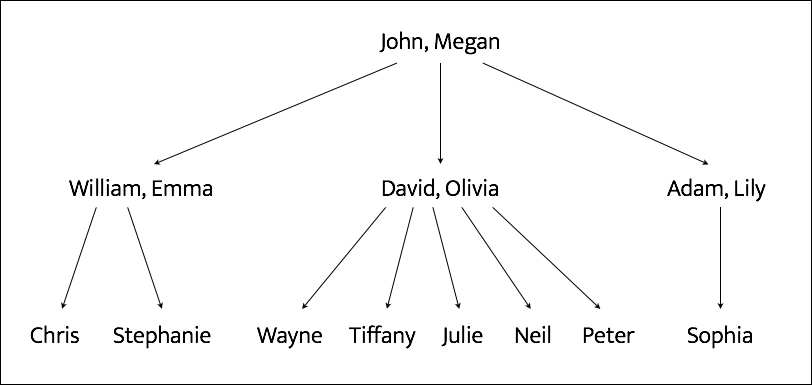 John, Megan
William, Emma
David, Olivia
Adam, Lily
Chris
Stephanie
Wayne
Tiffany
Julie
Neil
Peter
Sophia